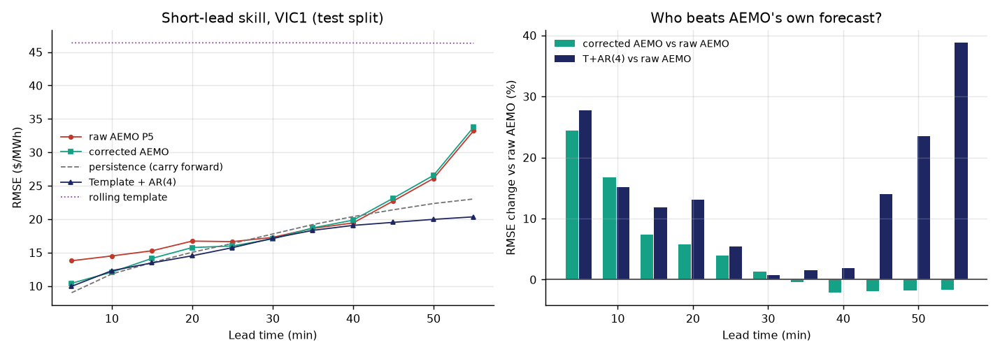 Short-lead skill, VIC1 (test split)
RMSE ($/MWh)
45
40
35
30
25
20
15
10
raw AEMO P5
corrected AEMO
persistence (carry forward)
Template + AR(4)
rolling template
10 20 30 40 50
Lead time (min)
Who beats AEMO's own forecast?
RMSE change vs raw AEMO (%)
40
30
20
10
0
corrected AEMO vs raw AEMO
T+AR(4) vs raw AEMO
10 20 30 40 50
Lead time (min)